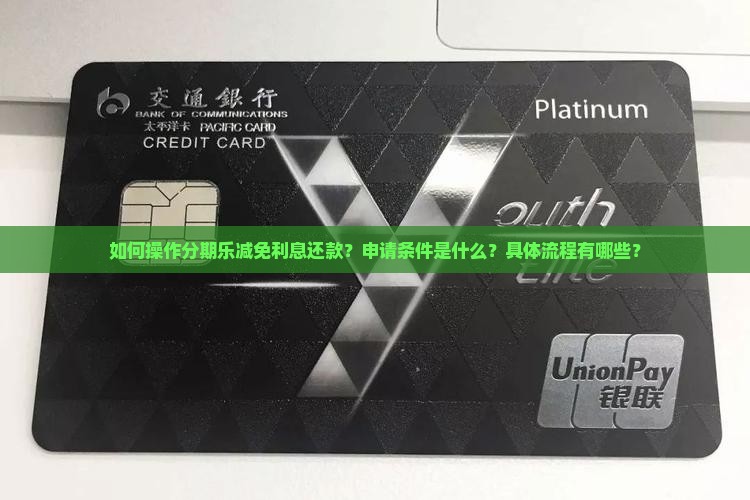 交通銀行
BANK OF COMMUNICATIONS
太平洋卡 PACIFIC CARD
CREDIT CARD
Platinum
outh
如何操作分期乐减免利息还款？申请条件是什么？具体流程有哪些？
Elite
UnionPay
银联